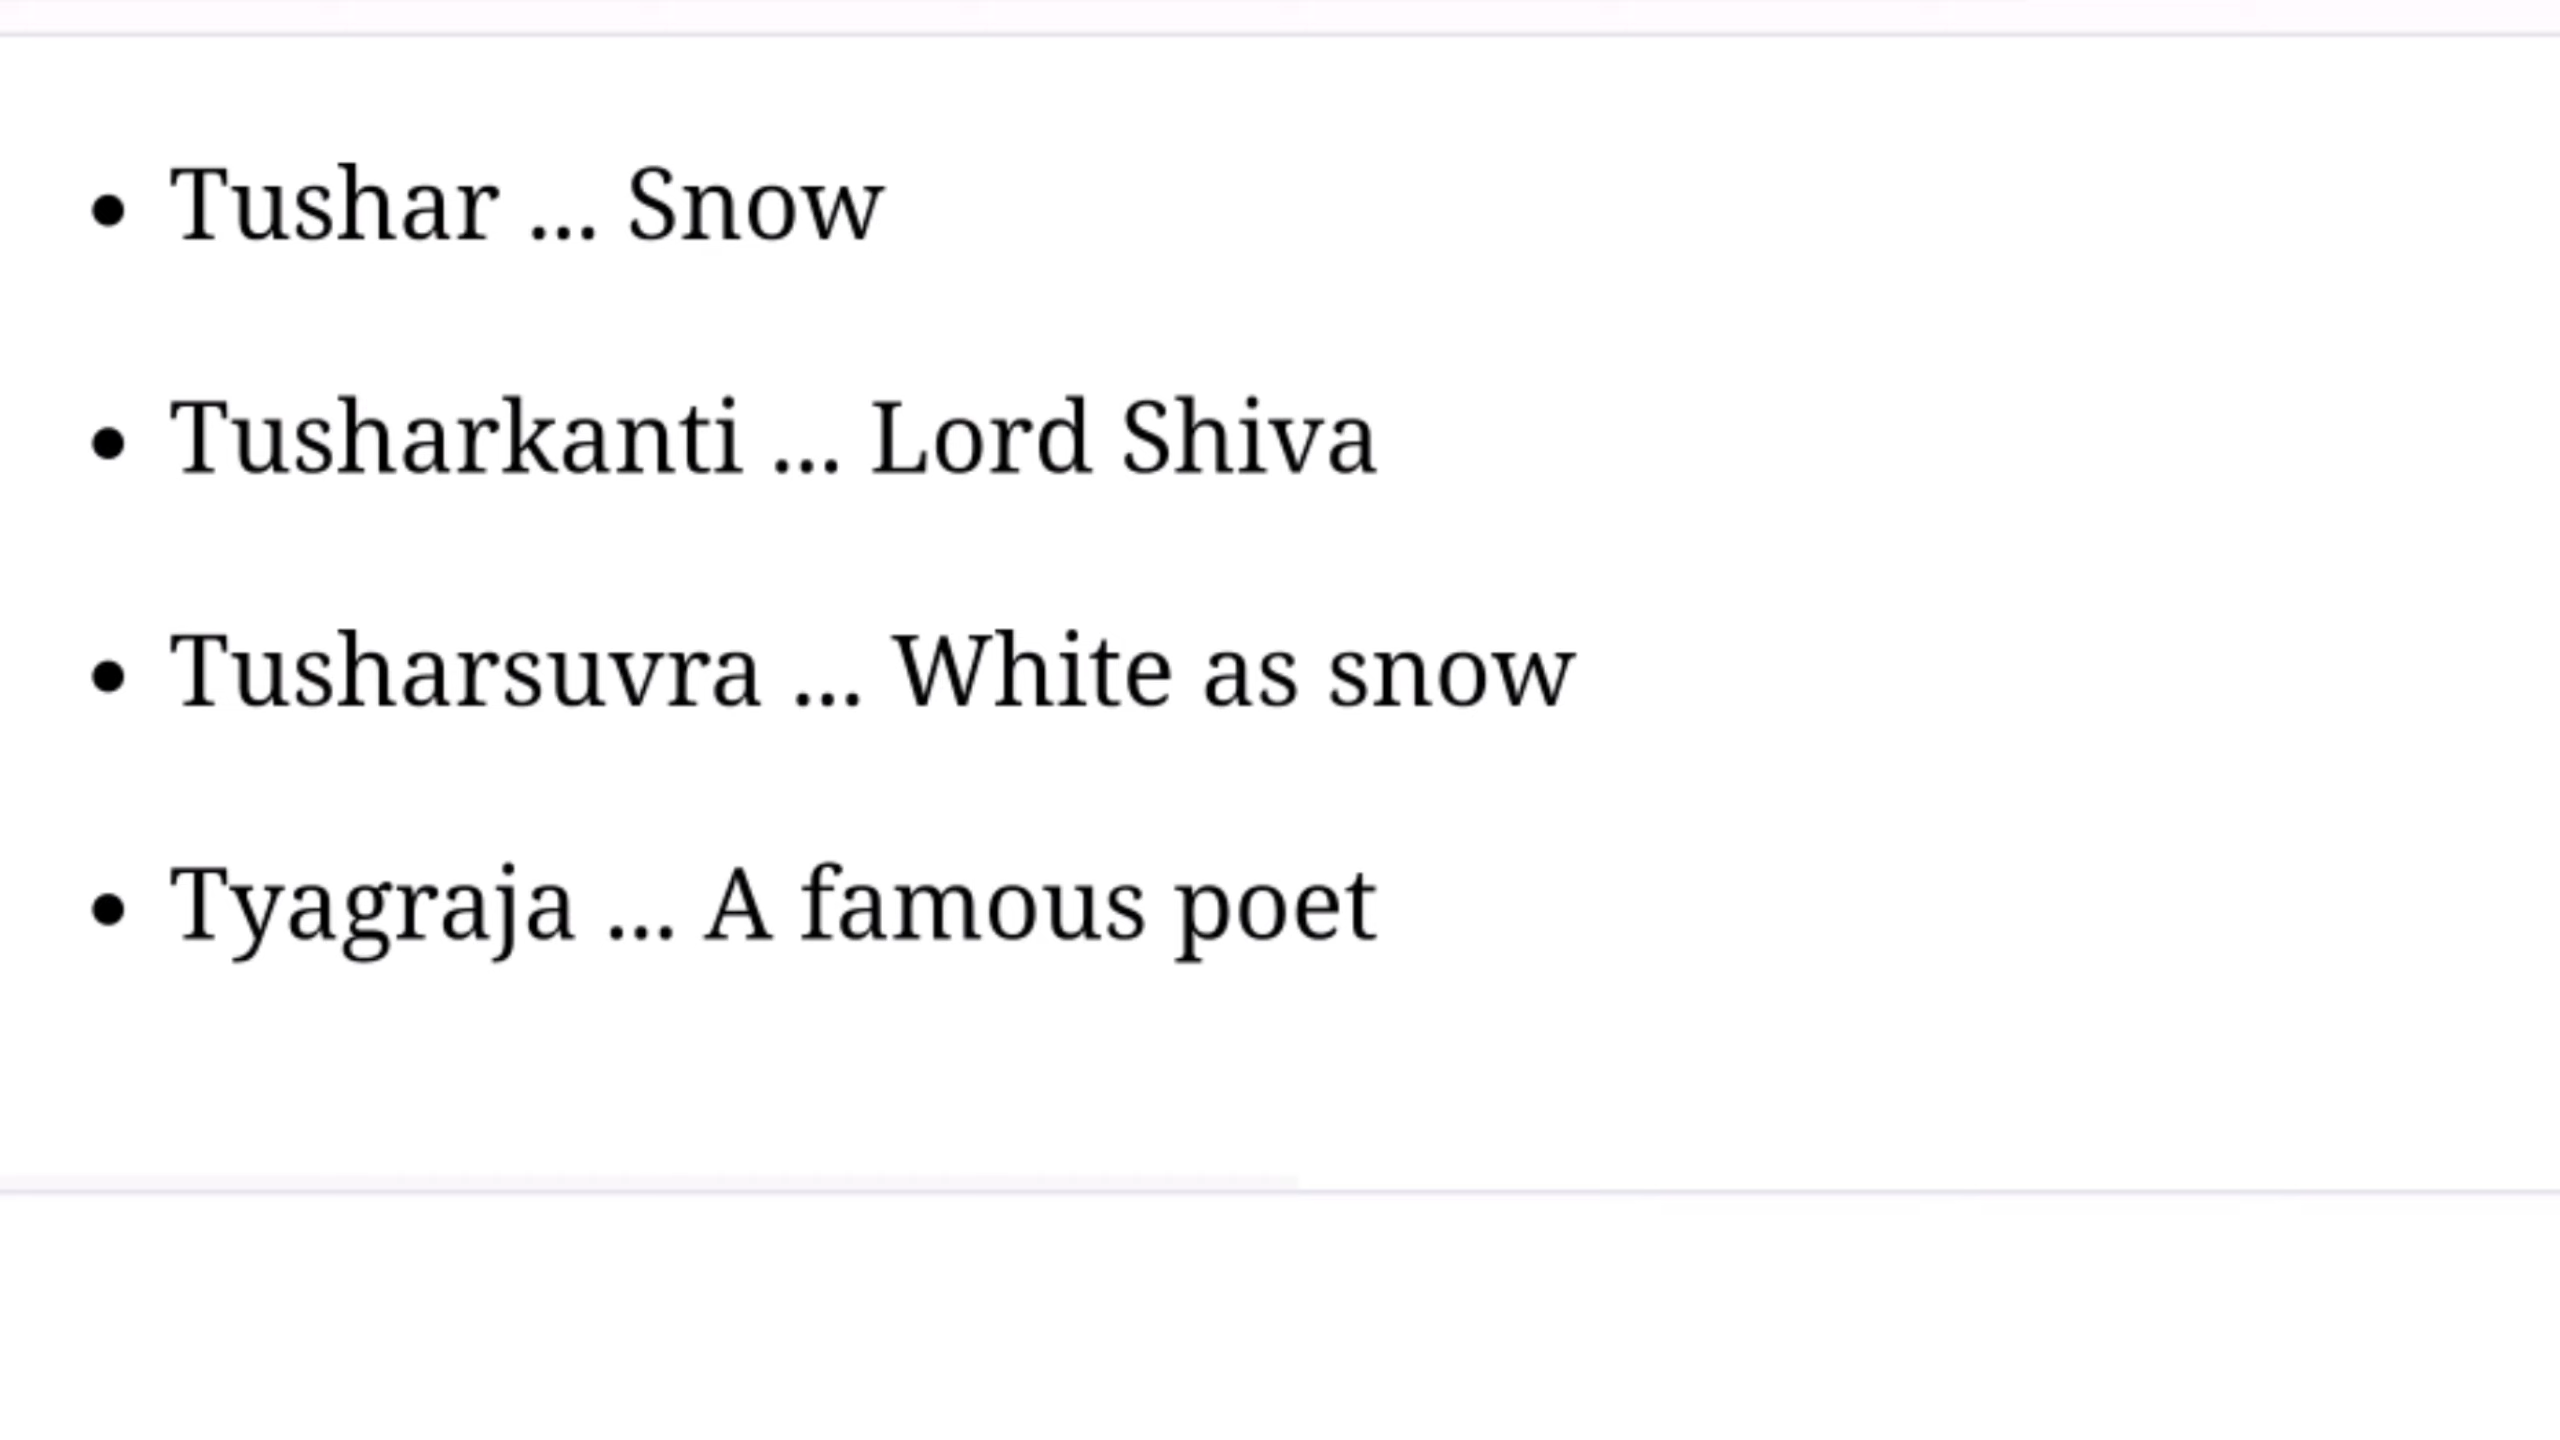 • Tushar ... Snow
• Tusharkanti ... Lord Shiva
• Tusharsuvra ... White as snow
• Tyagraja ... A famous poet